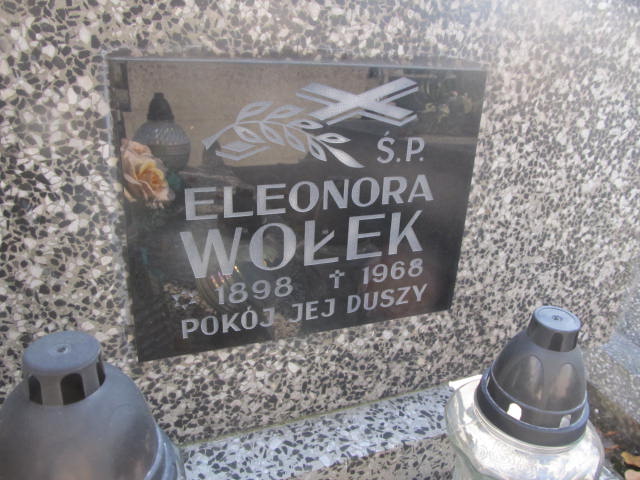 Ś.P.
ELEONORA
WOŁEK
1898 † 1968
POKÓJ JEJ DUSZY